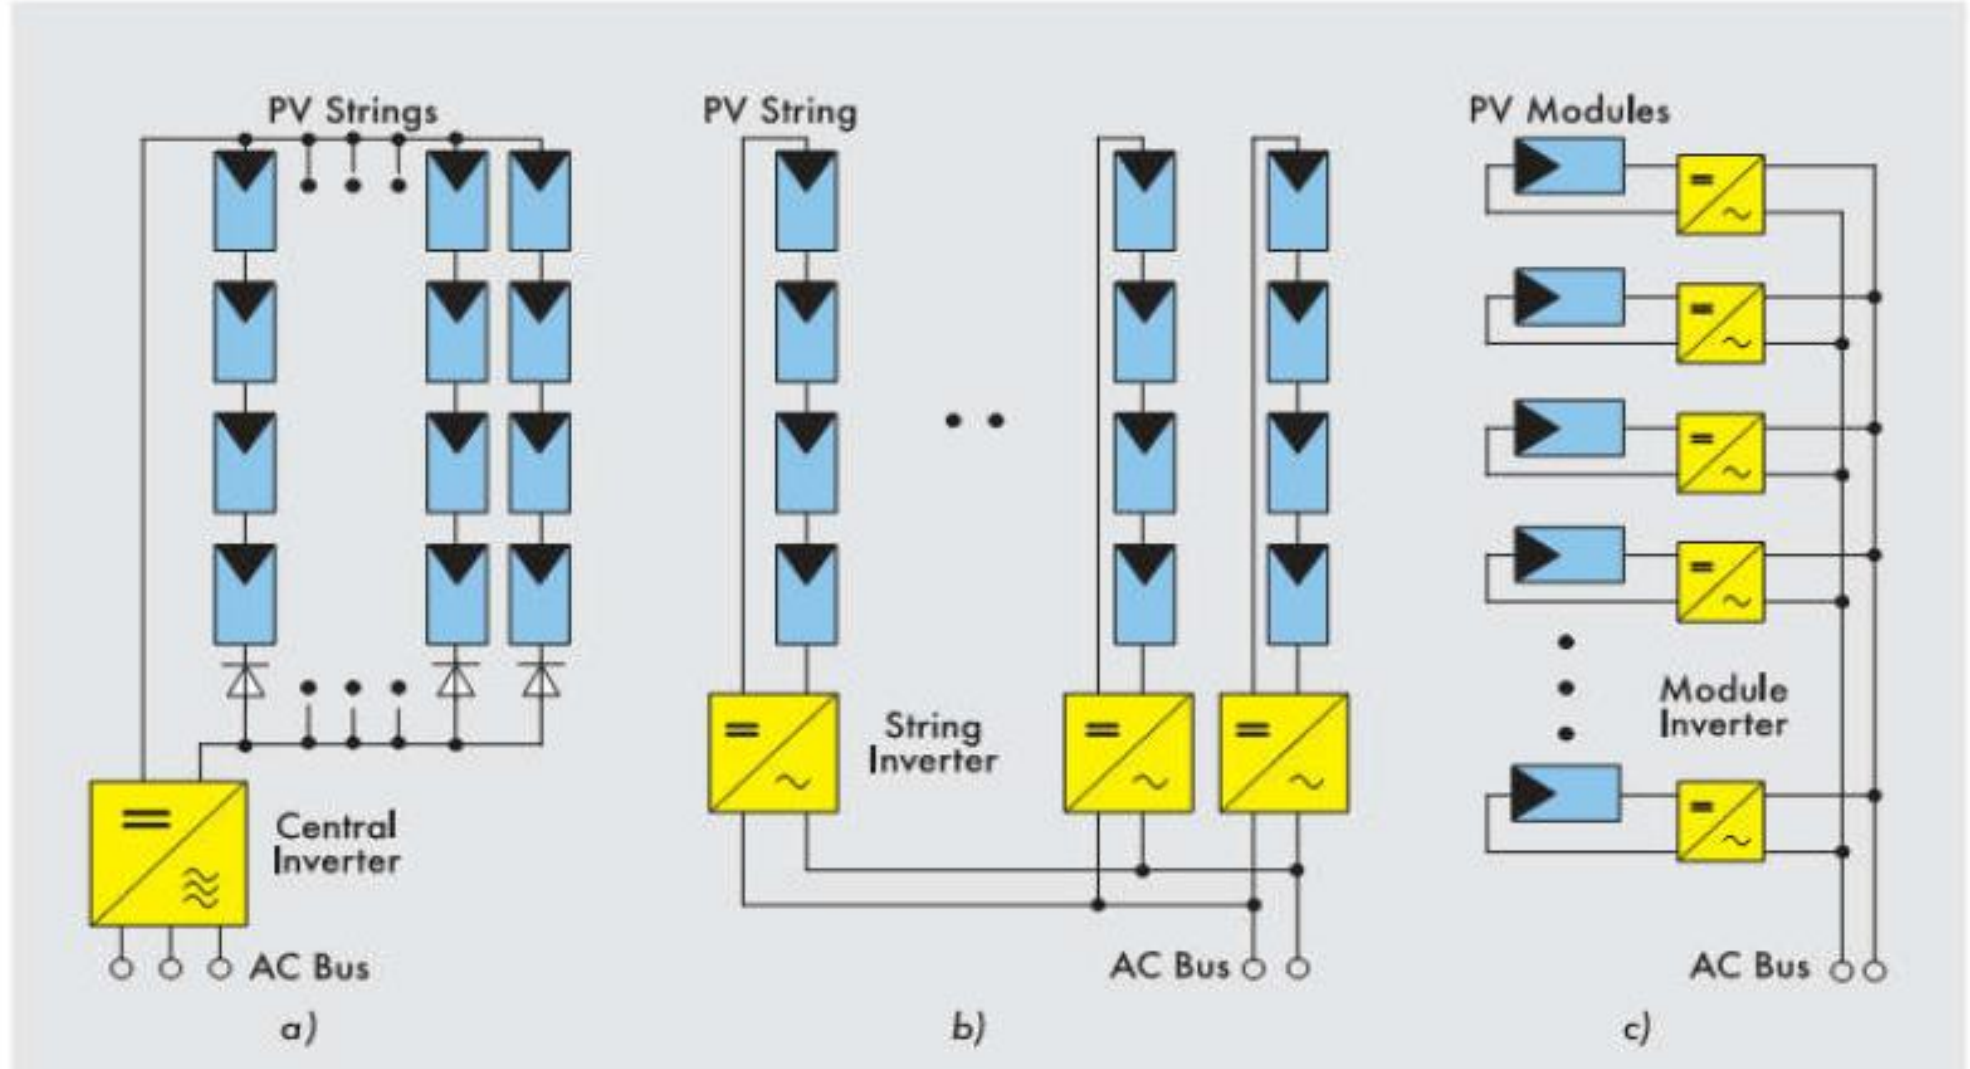 PV Strings
Central
Inverter
AC Bus
a)
PV String
String
Inverter
AC Bus
b)
PV Modules
Module
Inverter
AC Bus
c)